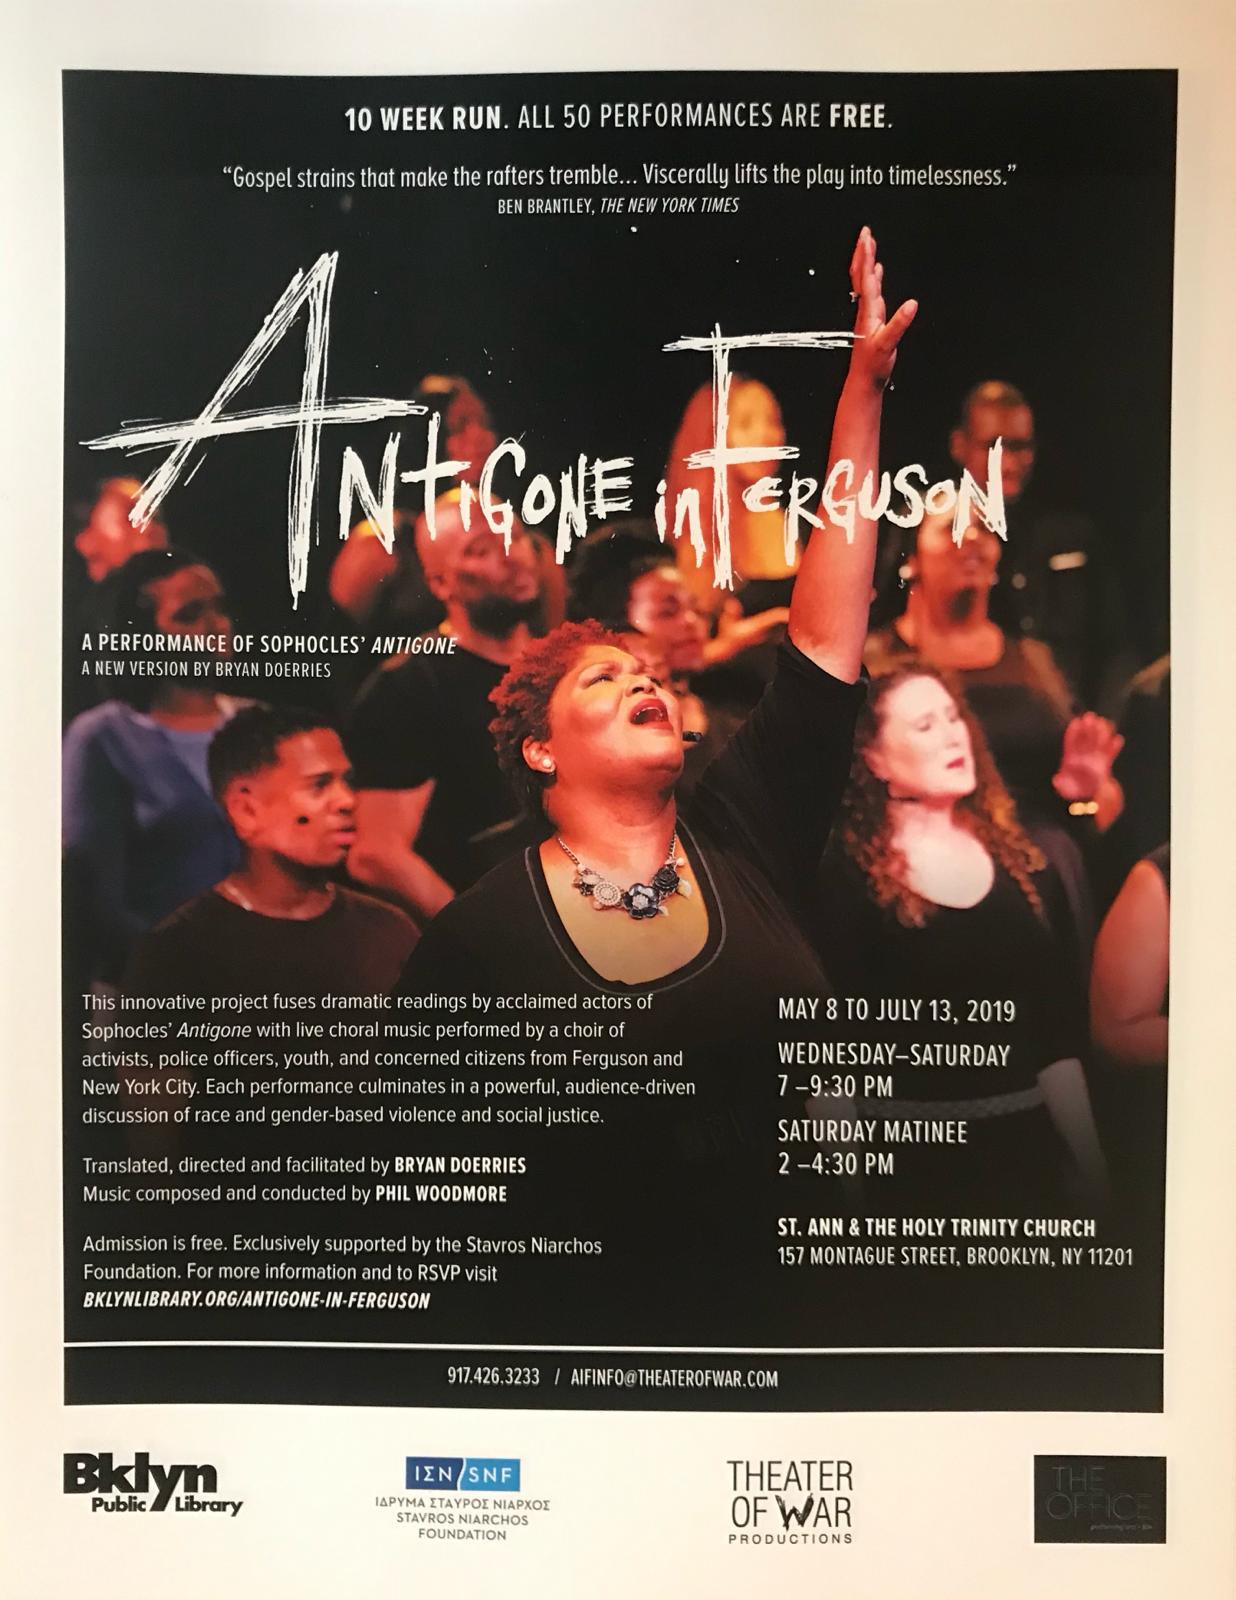 10 WEEK RUN. ALL 50 PERFORMANCES ARE FREE.
“Gospel strains that make the rafters tremble... Viscerally lifts the play into timelessness.”
BEN BRANTLEY, THE NEW YORK TIMES
ANTIGONE in FERGUSON
A PERFORMANCE OF SOPHOCLES’ ANTIGONE
A NEW VERSION BY BRYAN DOERRIES
This innovative project fuses dramatic readings by acclaimed actors of
Sophocles’ Antigone with live choral music performed by a choir of
activists, police officers, youth, and concerned citizens from Ferguson and
New York City. Each performance culminates in a powerful, audience-driven
discussion of race and gender-based violence and social justice.
Translated, directed and facilitated by BRYAN DOERRIES
Music composed and conducted by PHIL WOODMORE
Admission is free. Exclusively supported by the Stavros Niarchos
Foundation. For more information and to RSVP visit
BKLYNLIBRARY.ORG/ANTIGONE-IN-FERGUSON
MAY 8 TO JULY 13, 2019
WEDNESDAY–SATURDAY
7 –9:30 PM
SATURDAY MATINEE
2 –4:30 PM
ST. ANN & THE HOLY TRINITY CHURCH
157 MONTAGUE STREET, BROOKLYN, NY 11201
917.426.3233 / AIFINFO@THEATEROFWAR.COM
Bklyn
Public Library
ΙΣΝ/SNF
ΙΔΡΥΜΑ ΣΤΑΥΡΟΣ ΝΙΑΡΧΟΣ
STAVROS NIARCHOS
FOUNDATION
THEATER
OF WAR
PRODUCTIONS
THE
OFFICE